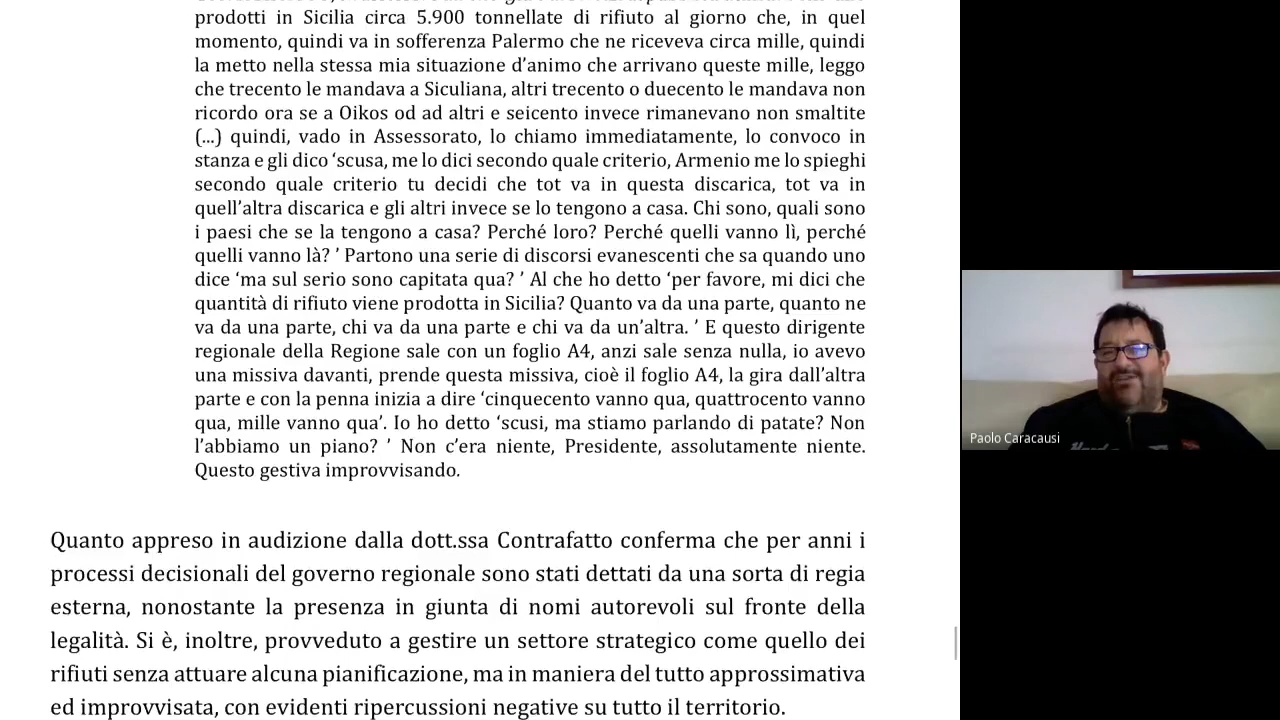 prodotti in Sicilia circa 5.900 tonnellate di rifiuto al giorno che, in quel
momento, quindi va in sofferenza Palermo che ne riceveva circa mille, quindi
la metto nella stessa mia situazione d’animo che arrivano queste mille, leggo
che trecento le mandava a Siculiana, altri trecento o duecento le mandava non
ricordo ora se a Oikos od ad altri e seicento invece rimanevano non smaltite
(...) quindi, vado in Assessorato, lo chiamo immediatamente, lo convoco in
stanza e gli dico ‘scusa, me lo dici secondo quale criterio, Armenio me lo spieghi
secondo quale criterio tu decidi che tot va in questa discarica, tot va in
quell’altra discarica e gli altri invece se lo tengono a casa. Chi sono, quali sono
i paesi che se la tengono a casa? Perché loro? Perché quelli vanno lì, perché
quelli vanno là? ’ Partono una serie di discorsi evanescenti che sa quando uno
dice ‘ma sul serio sono capitata qua? ’ Al che ho detto ‘per favore, mi dici che
quantità di rifiuto viene prodotta in Sicilia? Quanto va da una parte, quanto ne
va da una parte, chi va da una parte e chi va da un’altra. ’ E questo dirigente
regionale della Regione sale con un foglio A4, anzi sale senza nulla, io avevo
una missiva davanti, prende questa missiva, cioè il foglio A4, la gira dall’altra
parte e con la penna inizia a dire ‘cinquecento vanno qua, quattrocento vanno
qua, mille vanno qua’. Io ho detto ‘scusi, ma stiamo parlando di patate? Non
l’abbiamo un piano? ’ Non c’era niente, Presidente, assolutamente niente.
Questo gestiva improvvisando.
Quanto appreso in audizione dalla dott.ssa Contrafatto conferma che per anni i
processi decisionali del governo regionale sono stati dettati da una sorta di regia
esterna, nonostante la presenza in giunta di nomi autorevoli sul fronte della
legalità. Si è, inoltre, provveduto a gestire un settore strategico come quello dei
rifiuti senza attuare alcuna pianificazione, ma in maniera del tutto approssimativa
ed improvvisata, con evidenti ripercussioni negative su tutto il territorio.
Paolo Caracausi